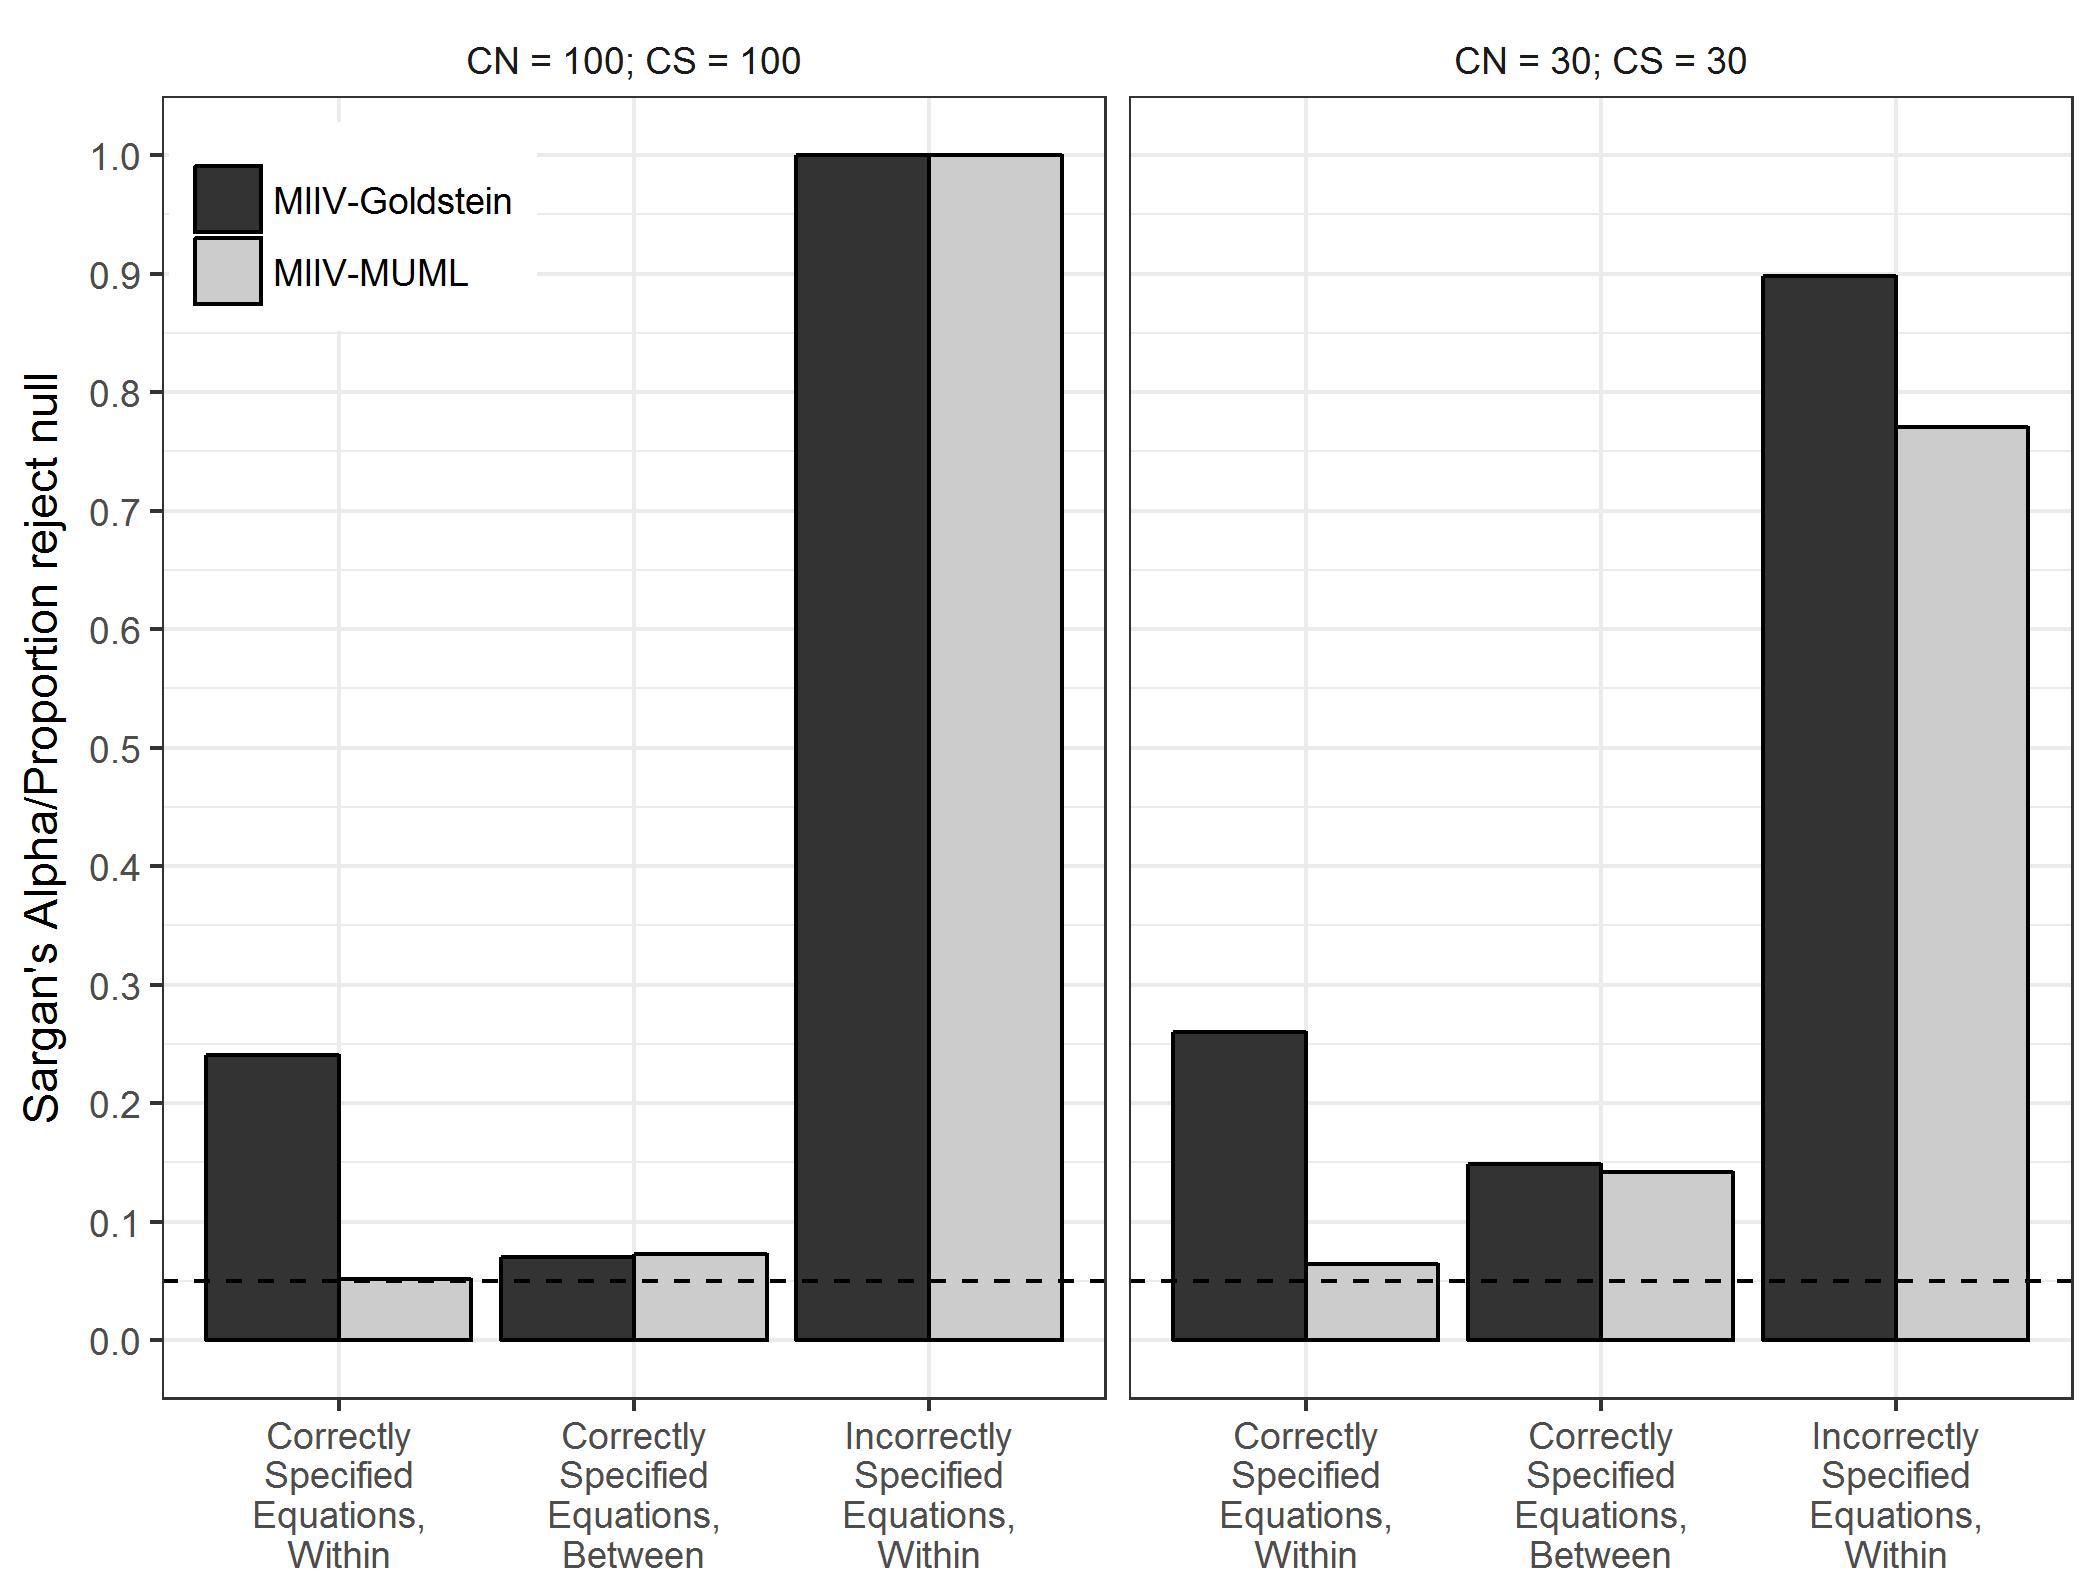 CN = 100; CS = 100
CN = 30; CS = 30
Sargan's Alpha/Proportion reject null
1.0
0.9
0.8
0.7
0.6
0.5
0.4
0.3
0.2
0.1
0.0
MIIV-Goldstein
MIIV-MUML
Correctly
Specified
Equations,
Within
Correctly
Specified
Equations,
Between
Incorrectly
Specified
Equations,
Within
Correctly
Specified
Equations,
Within
Correctly
Specified
Equations,
Between
Incorrectly
Specified
Equations,
Within